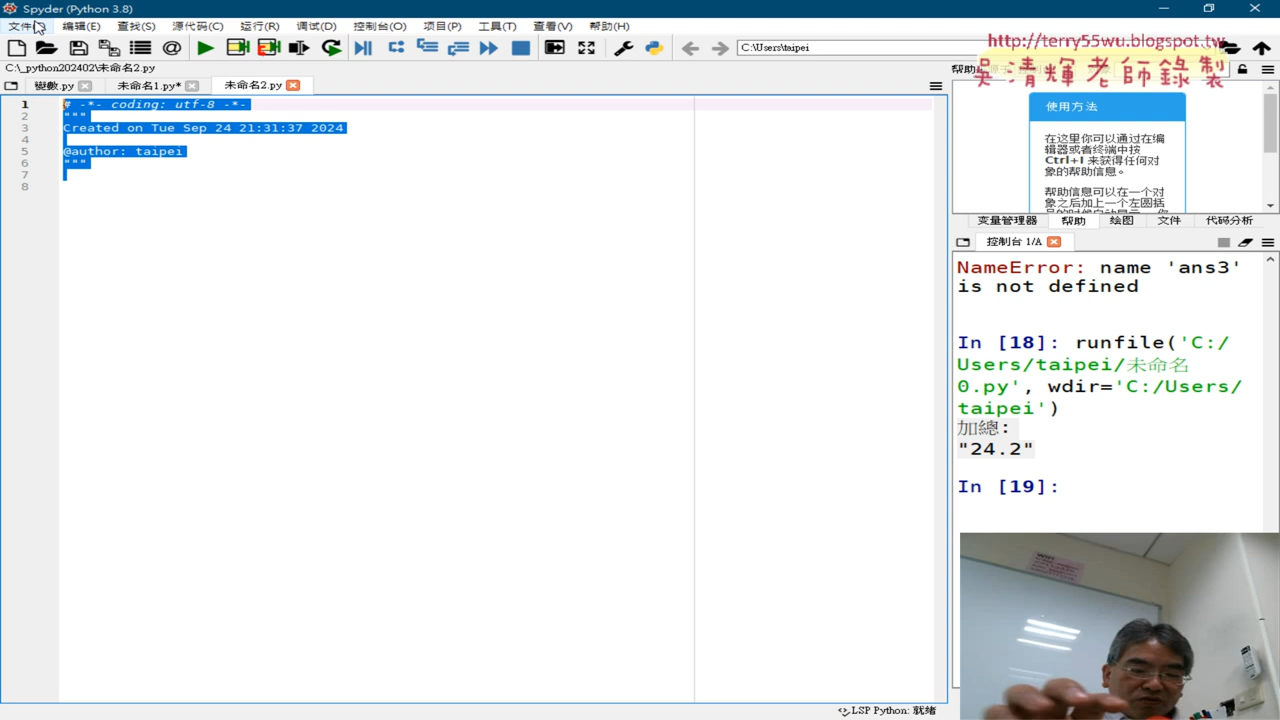 Spyder (Python 3.8)
文件(F) 编辑(E) 查找(S) 源代码(C) 运行(R) 调试(D) 控制台(O) 项目(P) 工具(T) 查看(V) 帮助(H)
C:\Users\taipei
http://terry55wu.blogspot.tw
吳清輝老師錄製
C:\_python202402\未命名2.py
變數.py 未命名1.py* 未命名2.py
帮助
1 # -*- coding: utf-8 -*-
2 """
3 Created on Tue Sep 24 21:31:37 2024
4
5 @author: taipei
6 """
7
8
使用方法
在这里你可以通过在编
辑器或者终端中按
Ctrl+I 来获得任何对
象的帮助信息。
帮助信息可以在一个对
象之后加上一个左圆括
变量管理器 帮助 绘图 文件 代码分析
控制台 1/A
NameError: name 'ans3'
is not defined
In [18]: runfile('C:/
Users/taipei/未命名
0.py', wdir='C:/Users/
taipei')
加總:
"24.2"
In [19]:
LSP Python: 就绪